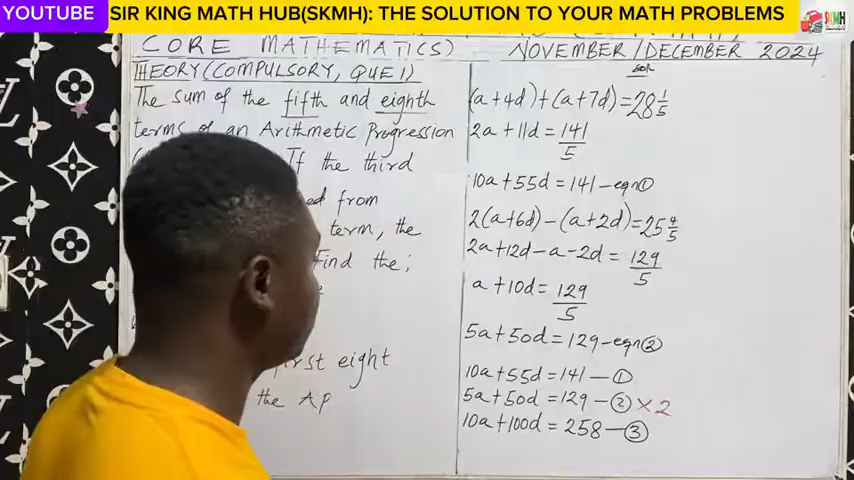 YOUTUBE
SIR KING MATH HUB(SKMH): THE SOLUTION TO YOUR MATH PROBLEMS
CORE MATHEMATICS)
NOVEMBER/DECEMBER 2024
THEORY(COMPULSORY, QUE 1)
The sum of the fifth and eighth
terms of an Arithmetic Progression
If the third
ed from
term, the
Find the;
first eight
the AP
(a+4d)+(a+7d)=28 1/5
2a+11d=141/5
10a+55d=141-eqn①
2(a+6d)-(a+2d)=25 4/5
2a+12d-a-2d=129/5
a+10d=129/5
5a+50d=129-eqn②
10a+55d=141-①
5a+50d=129-②×2
10a+100d=258-③